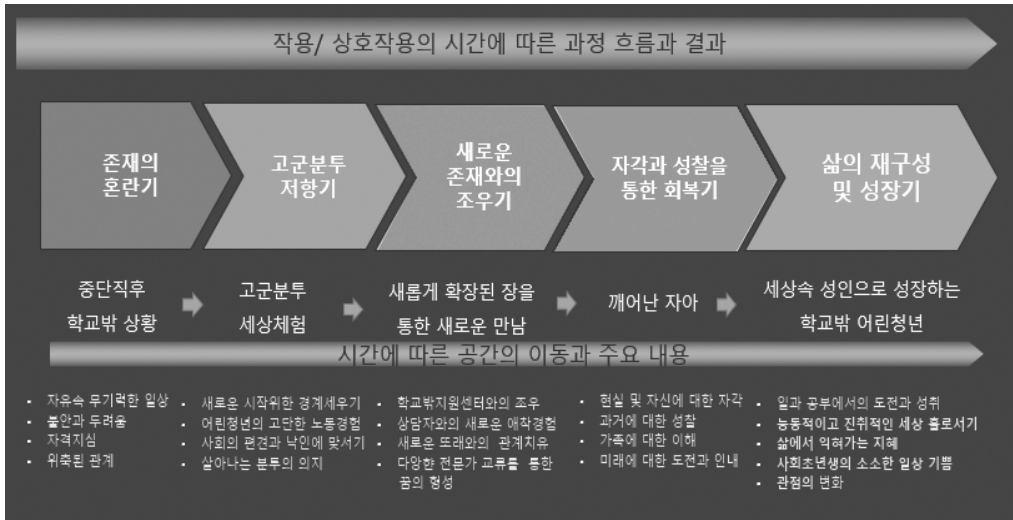 작용/ 상호작용의 시간에 따른 과정 흐름과 결과
존재의
혼란기
고군분투
저항기
새로운
존재와의
조우기
자각과 성찰을
통한 회복기
삶의 재구성
및 성장기
중단직후
학교밖 상황
고군분투
세상체험
새롭게 확장된 장을
통한 새로운 만남
깨어난 자아
세상속 성인으로 성장하는
학교밖 어린청년
시간에 따른 공간의 이동과 주요 내용
▪ 자유속 무기력한 일상
▪ 불안과 두려움
▪ 자격지심
▪ 위축된 관계
▪ 새로운 시작위한 경계세우기
▪ 어린청년의 고단한 노동경험
▪ 사회의 편견과 낙인에 맞서기
▪ 살아나는 분투의 의지
▪ 학교밖지원센터와의 조우
▪ 상담자와의 새로운 애착경험
▪ 새로운 또래와의 관계치유
▪ 다양햔 전문가 교류를 통한
꿈의 형성
▪ 현실 및 자신에 대한 자각
▪ 과거에 대한 성찰
▪ 가족에 대한 이해
▪ 미래에 대한 도전과 인내
▪ 일과 공부에서의 도전과 성취
▪ 능동적이고 진취적인 세상 홀로서기
▪ 삶에서 익혀가는 지혜
▪ 사회초년생의 소소한 일상 기쁨
▪ 관점의 변화